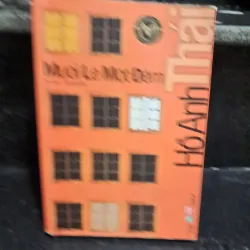 Mười Lẻ Một Đêm
Hồ Anh Thái